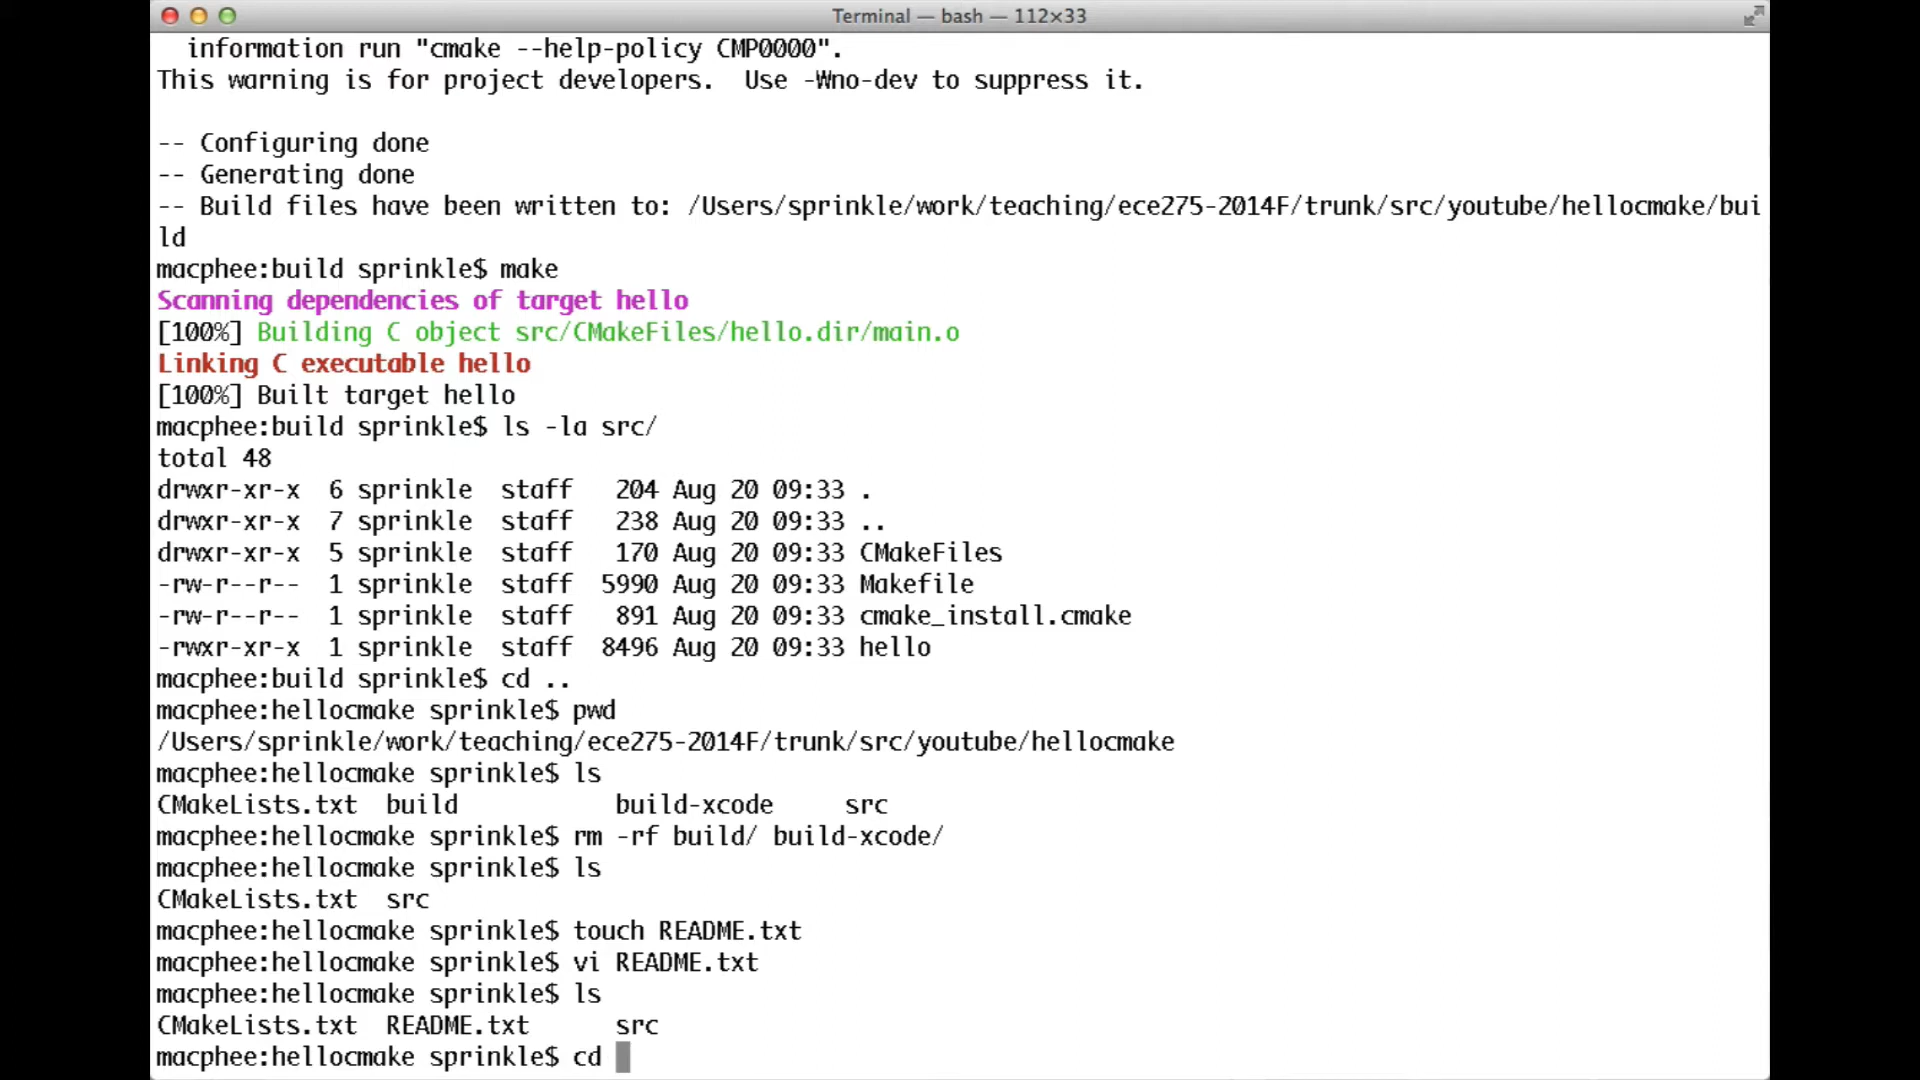 Terminal — bash — 112×33
information run "cmake --help-policy CMP0000".
This warning is for project developers.  Use -Wno-dev to suppress it.
-- Configuring done
-- Generating done
-- Build files have been written to: /Users/sprinkle/work/teaching/ece275-2014F/trunk/src/youtube/hellocmake/bui
ld
macphee:build sprinkle$ make
Scanning dependencies of target hello
[100%] Building C object src/CMakeFiles/hello.dir/main.o
Linking C executable hello
[100%] Built target hello
macphee:build sprinkle$ ls -la src/
total 48
drwxr-xr-x  6 sprinkle  staff   204 Aug 20 09:33 .
drwxr-xr-x  7 sprinkle  staff   238 Aug 20 09:33 ..
drwxr-xr-x  5 sprinkle  staff   170 Aug 20 09:33 CMakeFiles
-rw-r--r--  1 sprinkle  staff  5990 Aug 20 09:33 Makefile
-rw-r--r--  1 sprinkle  staff   891 Aug 20 09:33 cmake_install.cmake
-rwxr-xr-x  1 sprinkle  staff  8496 Aug 20 09:33 hello
macphee:build sprinkle$ cd ..
macphee:hellocmake sprinkle$ pwd
/Users/sprinkle/work/teaching/ece275-2014F/trunk/src/youtube/hellocmake
macphee:hellocmake sprinkle$ ls
CMakeLists.txt  build           build-xcode     src
macphee:hellocmake sprinkle$ rm -rf build/ build-xcode/
macphee:hellocmake sprinkle$ ls
CMakeLists.txt  src
macphee:hellocmake sprinkle$ touch README.txt
macphee:hellocmake sprinkle$ vi README.txt
macphee:hellocmake sprinkle$ ls
CMakeLists.txt  README.txt      src
macphee:hellocmake sprinkle$ cd